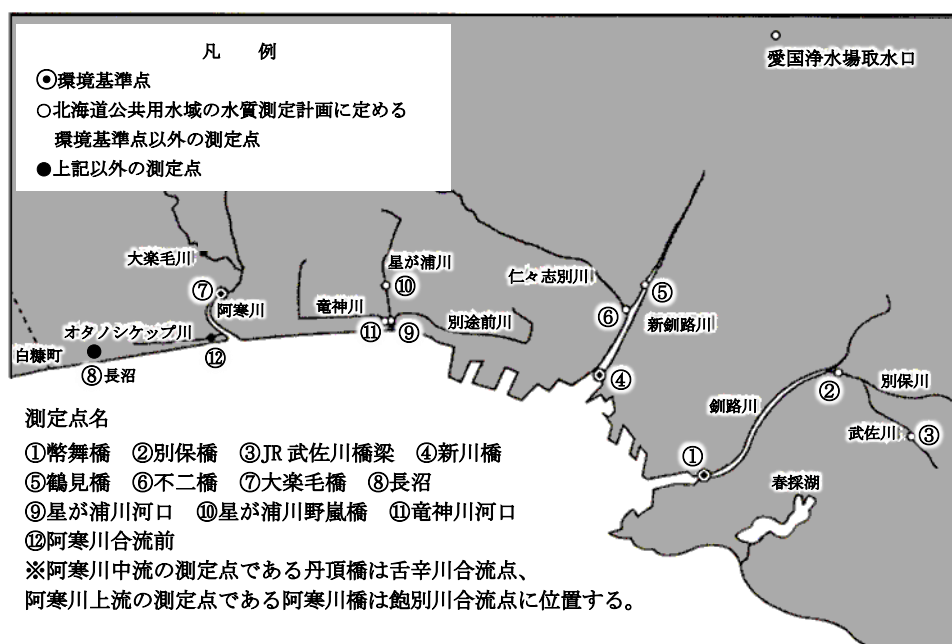 凡 例
◉環境基準点
○北海道公共用水域の水質測定計画に定める
環境基準点以外の測定点
●上記以外の測定点
愛国浄水場取水口
大楽毛川
星が浦川
⑩
仁々志別川
⑤
⑦
阿寒川
竜神川
⑪
⑨
別途前川
⑥
新釧路川
オタノシケップ川
⑫
白糠町
⑧長沼
④
釧路川
②
別保川
武佐川
③
①
春採湖
測定点名
①幣舞橋 ②別保橋 ③JR 武佐川橋梁 ④新川橋
⑤鶴見橋 ⑥不二橋 ⑦大楽毛橋 ⑧長沼
⑨星が浦川河口 ⑩星が浦川野嵐橋 ⑪竜神川河口
⑫阿寒川合流前
※阿寒川中流の測定点である丹頂橋は舌辛川合流点、
阿寒川上流の測定点である阿寒川橋は飽別川合流点に位置する。